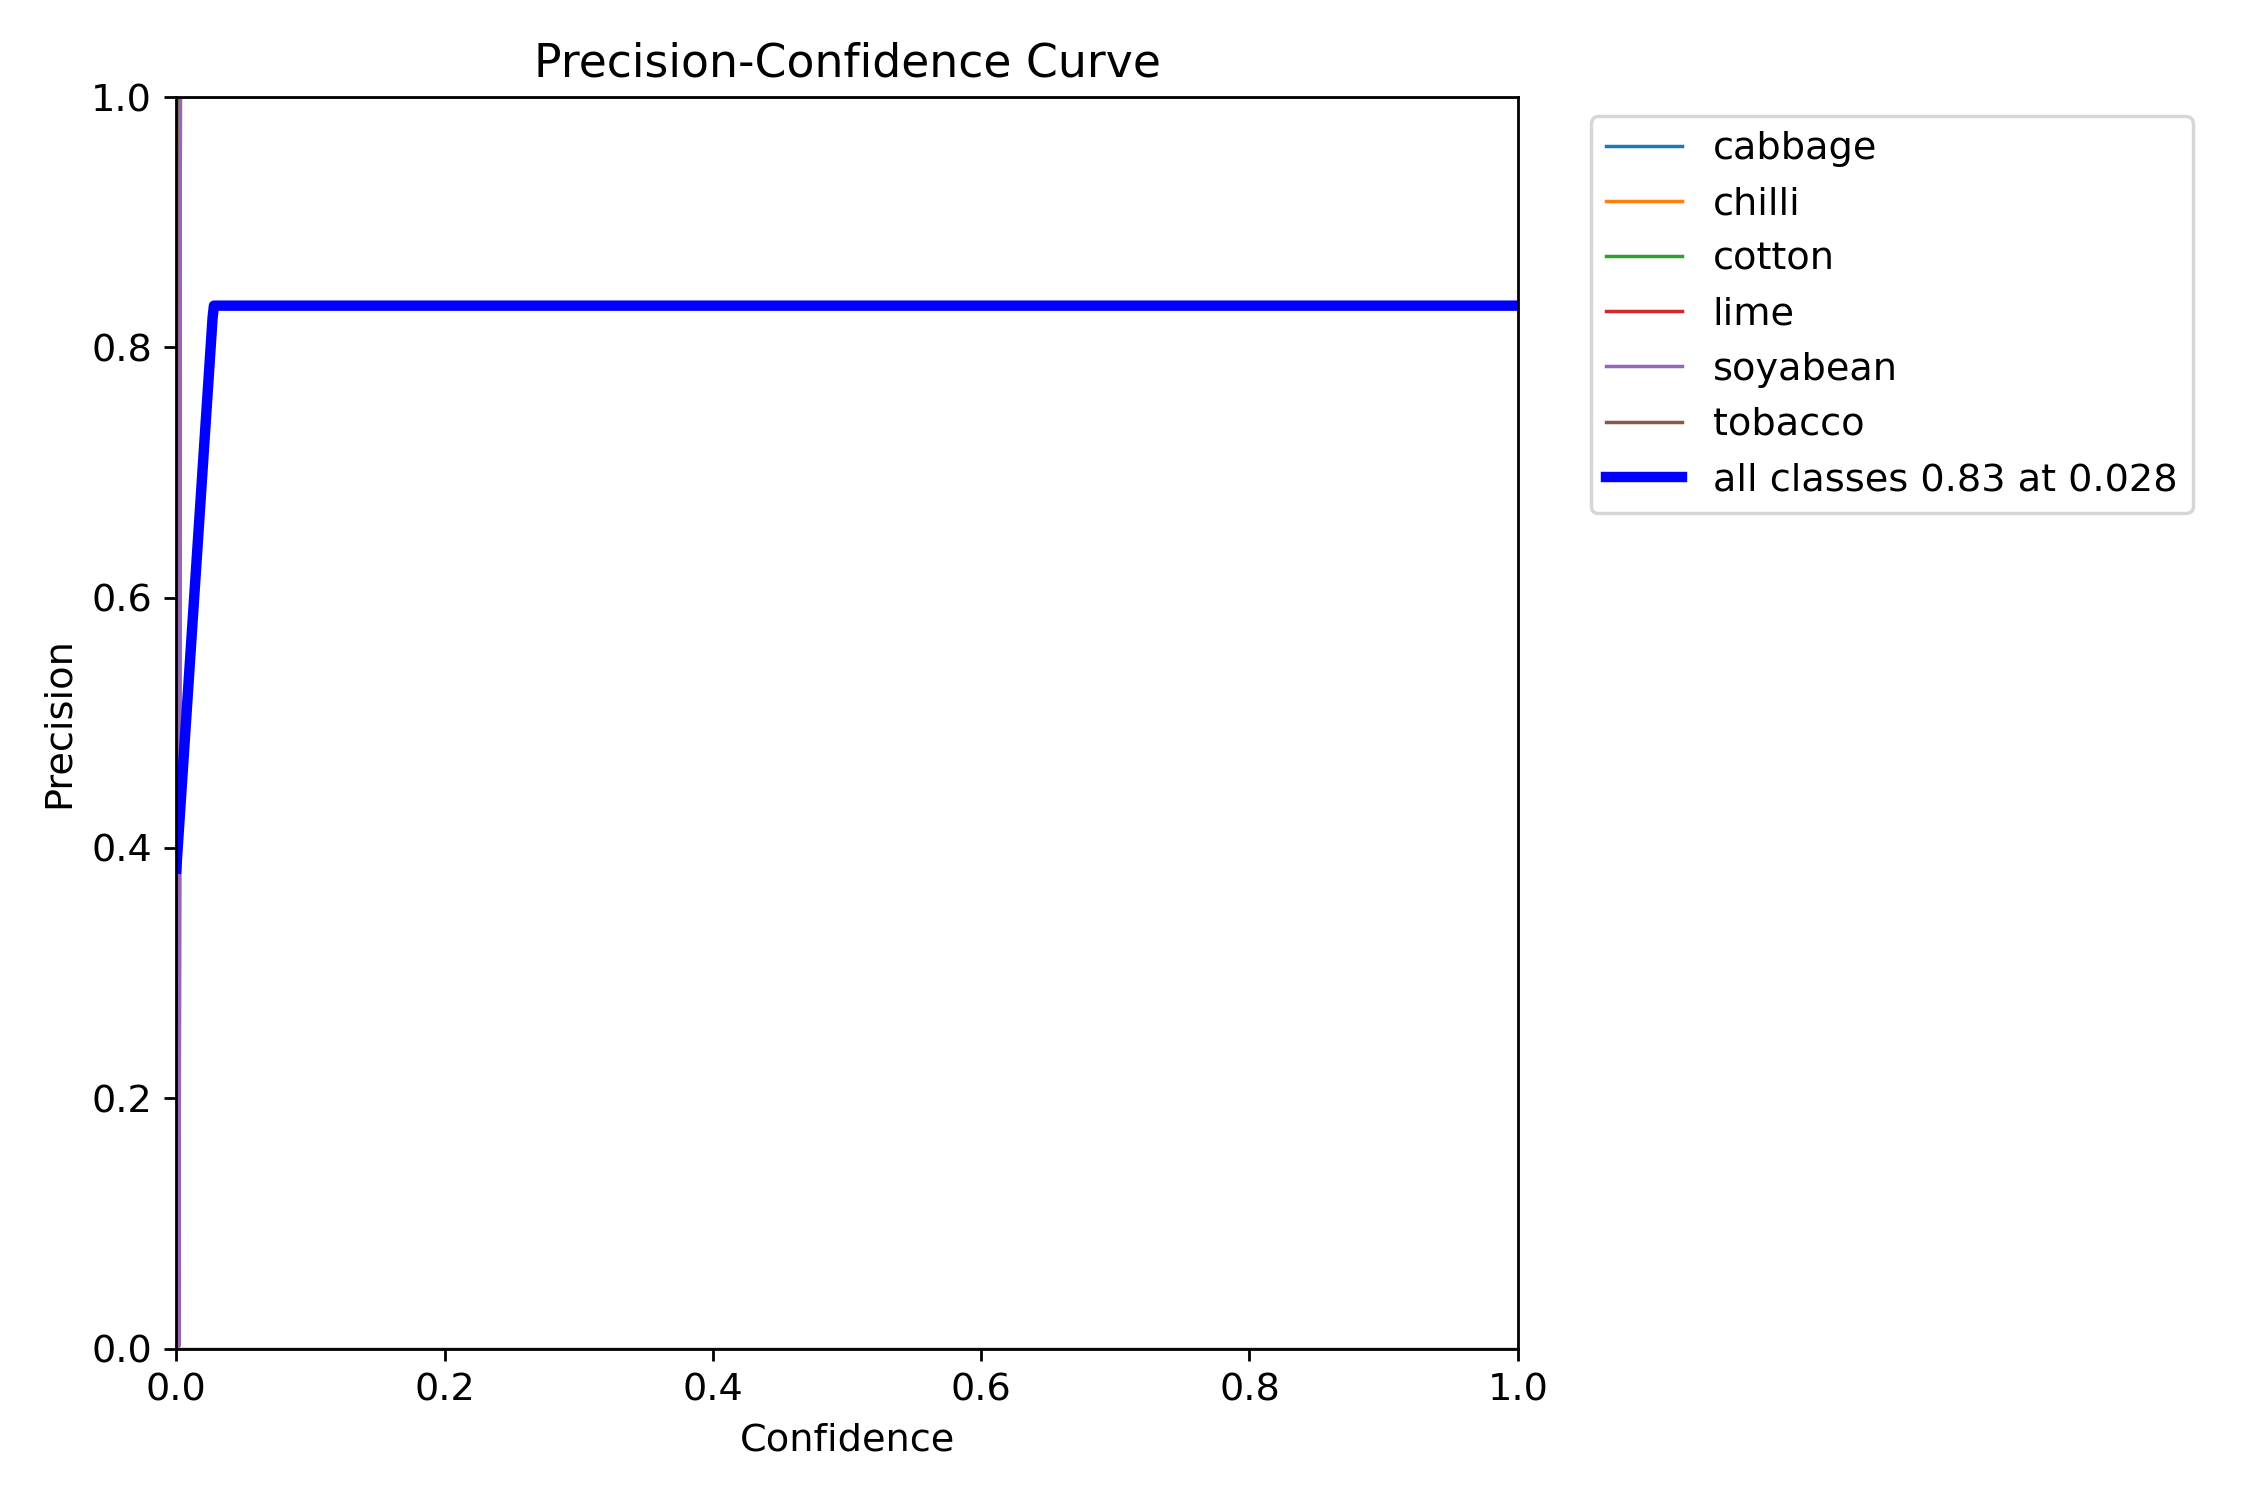 Precision-Confidence Curve
1.0
0.8
0.6
0.4
0.2
0.0
Precision
0.0 0.2 0.4 0.6 0.8 1.0
Confidence
cabbage
chilli
cotton
lime
soyabean
tobacco
all classes 0.83 at 0.028